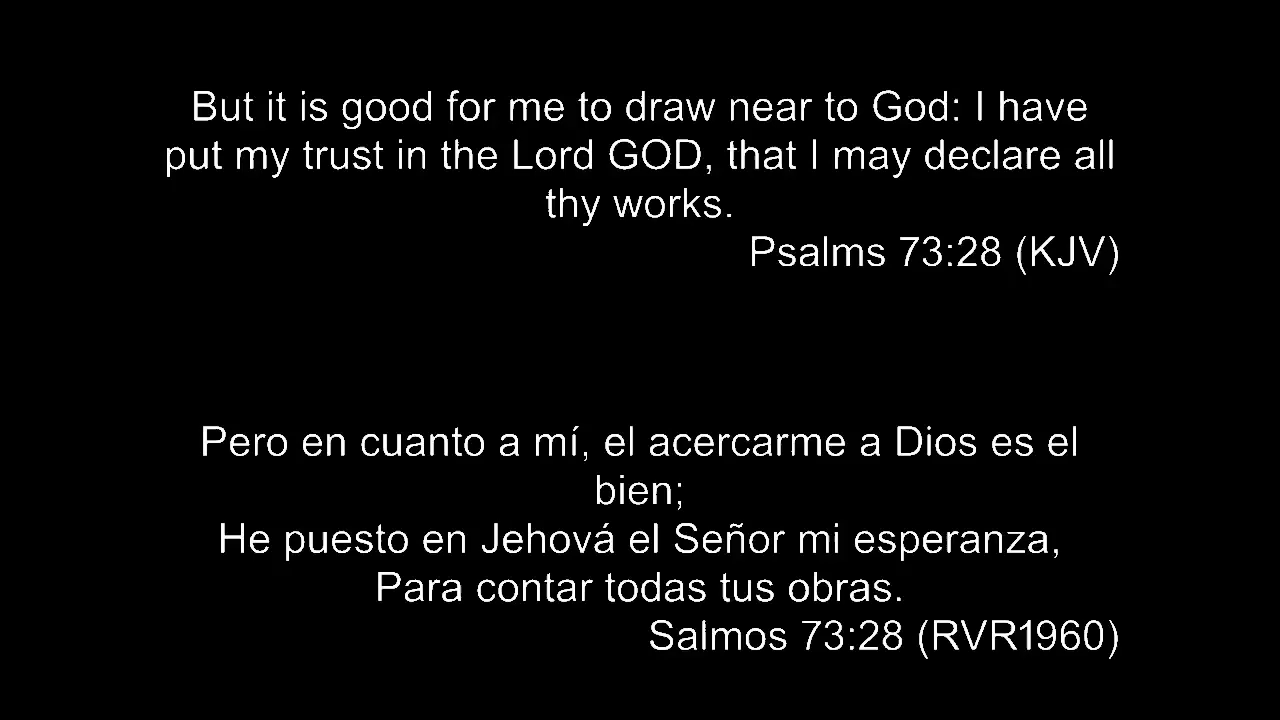 But it is good for me to draw near to God: I have
put my trust in the Lord GOD, that I may declare all
thy works.
Psalms 73:28 (KJV)
Pero en cuanto a mí, el acercarme a Dios es el
bien;
He puesto en Jehová el Señor mi esperanza,
Para contar todas tus obras.
Salmos 73:28 (RVR1960)